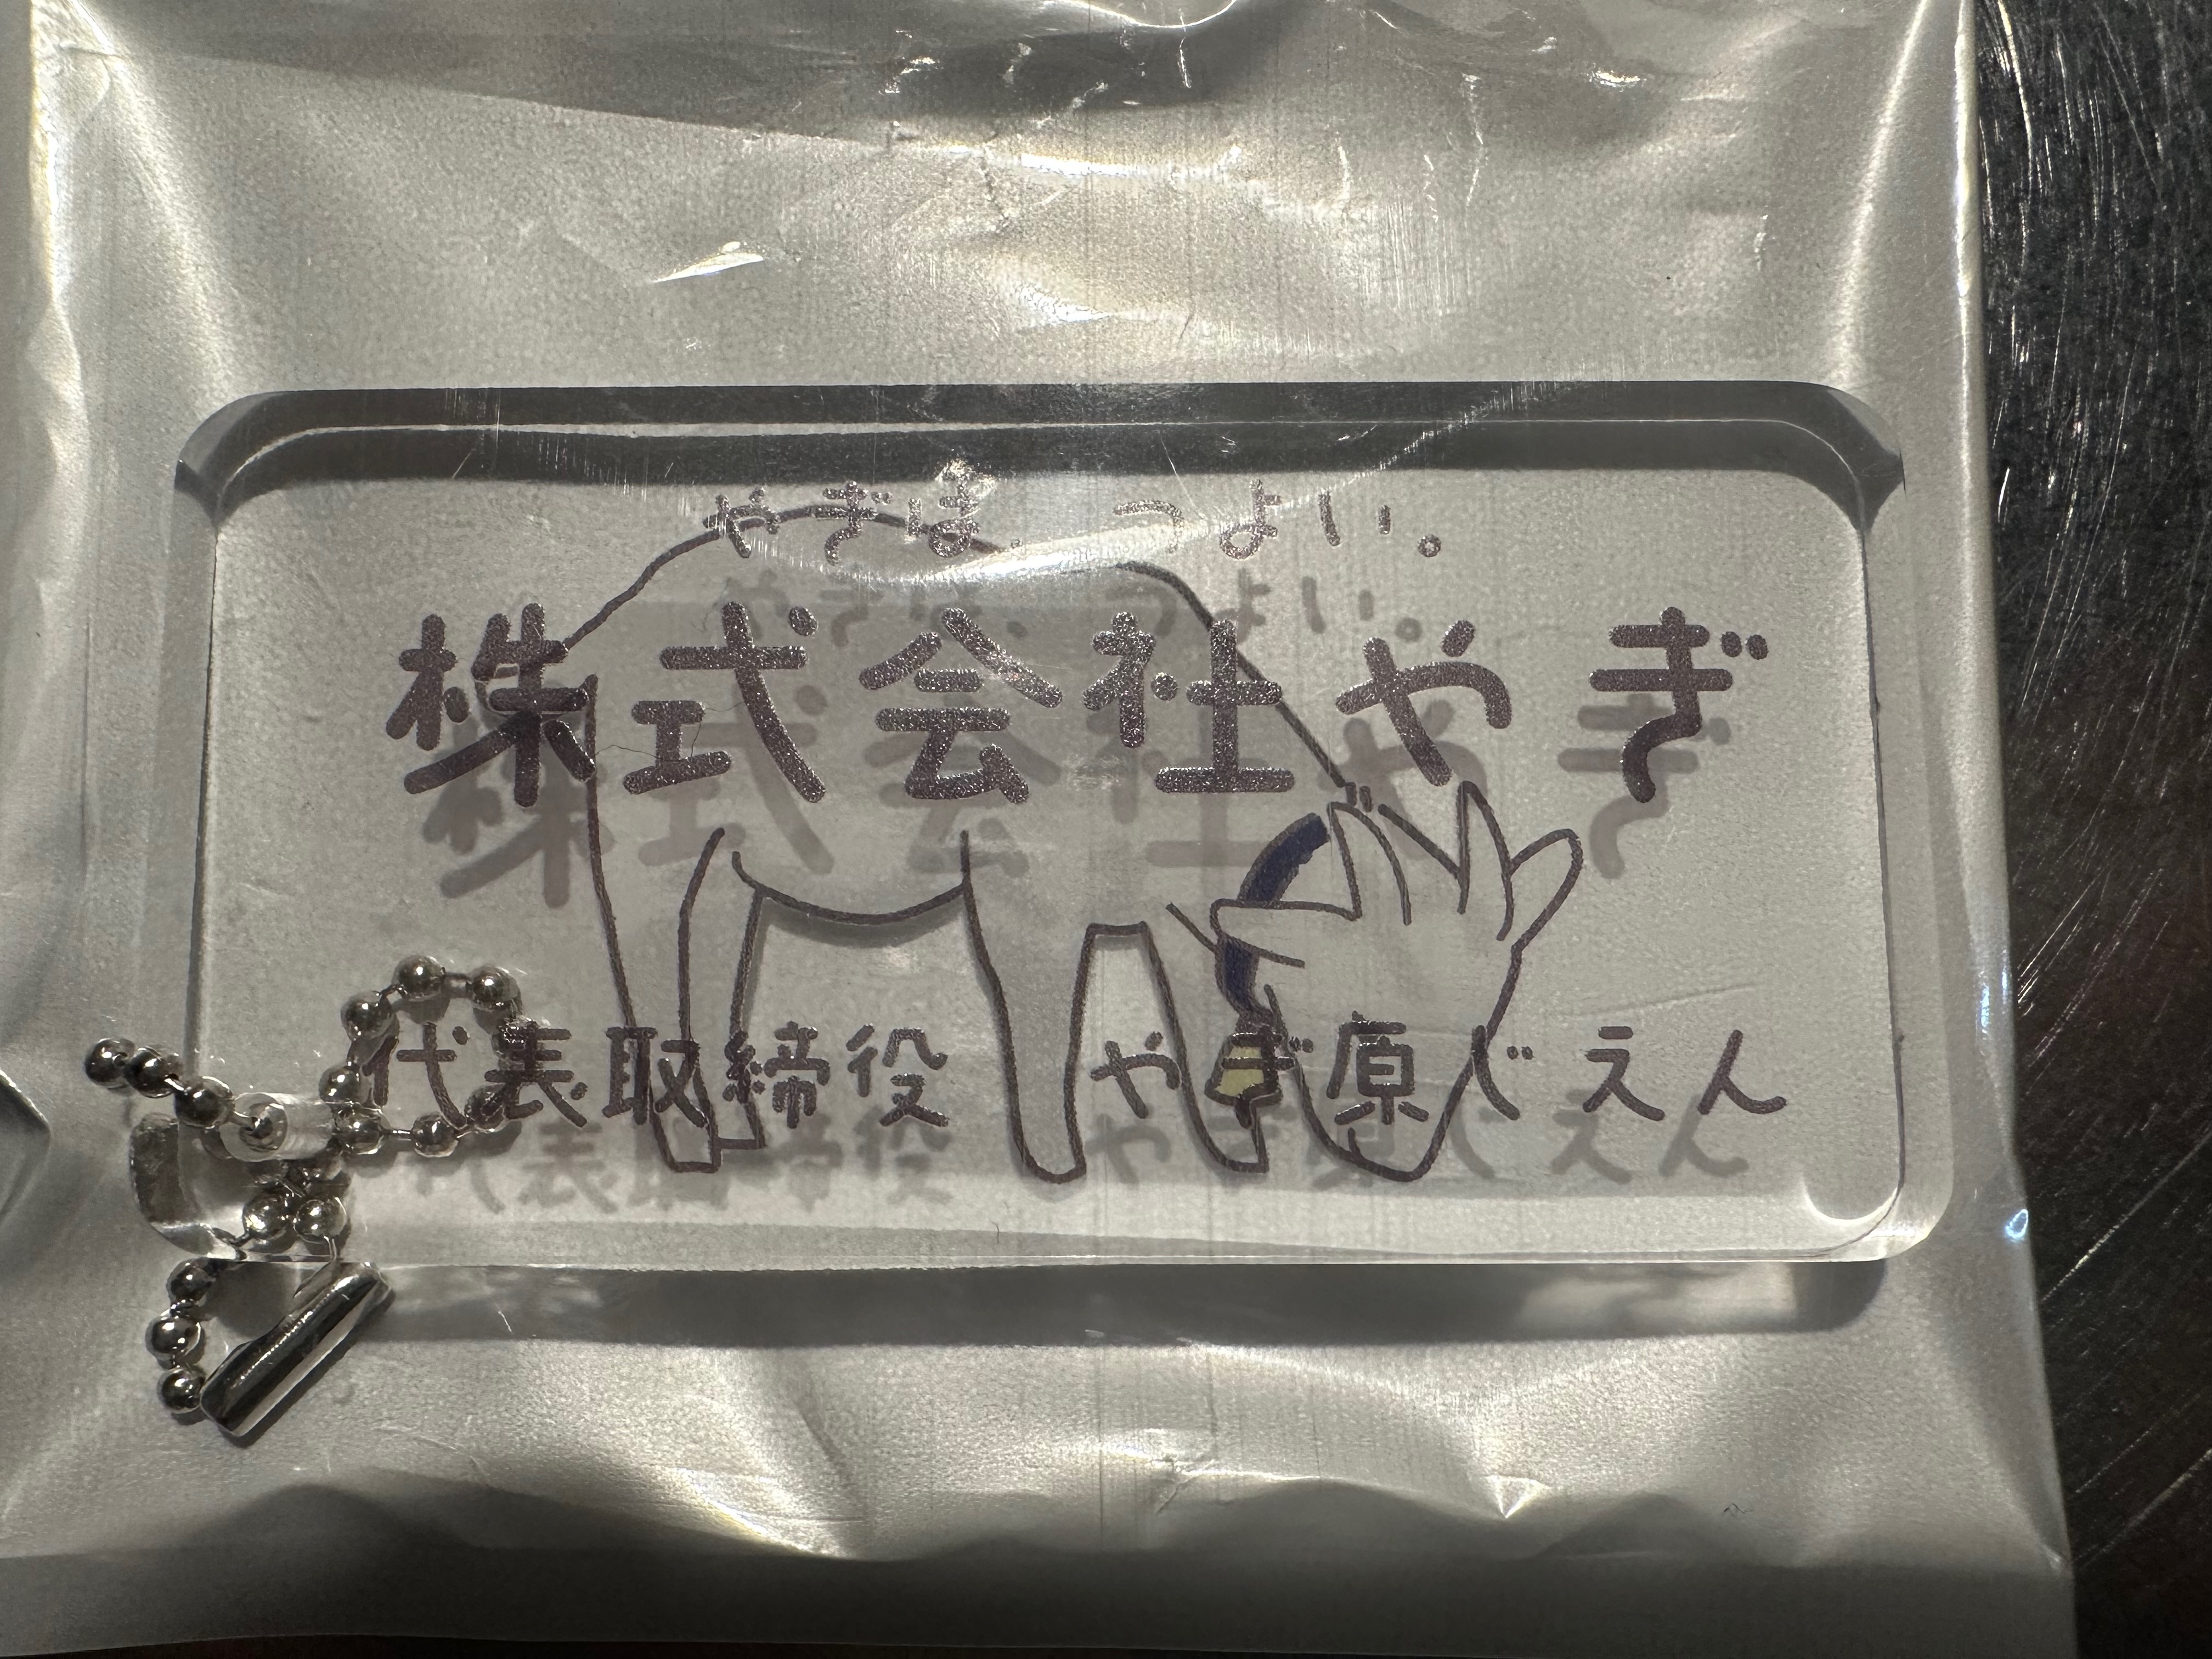 やぎは、つよい。
株式会社やぎ
代表取締役　やぎ原じえん